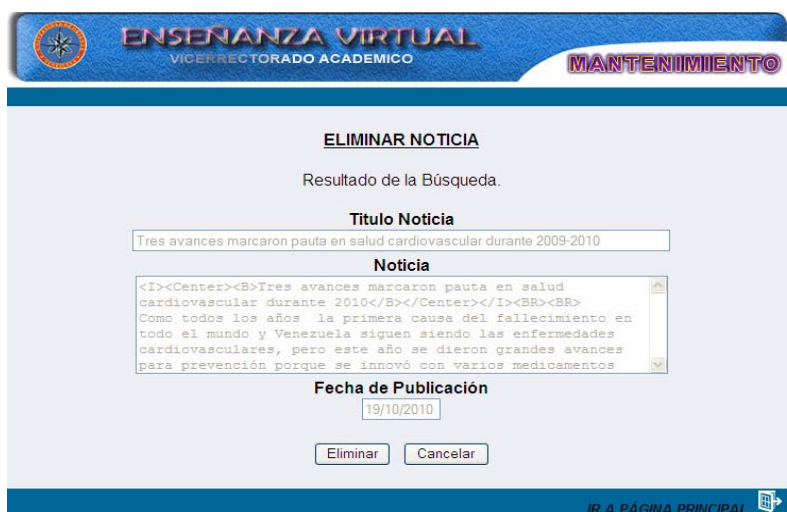 ENSEÑANZA VIRTUAL
VICERRECTORADO ACADEMICO
MANTENIMIENTO
ELIMINAR NOTICIA
Resultado de la Búsqueda.
Titulo Noticia
Tres avances marcaron pauta en salud cardiovascular durante 2009-2010
Noticia
<I><Center><B>Tres avances marcaron pauta en salud
cardiovascular durante 2010</B></Center></I><BR><BR>
Como todos los años  la primera causa del fallecimiento en
todo el mundo y Venezuela siguen siendo las enfermedades
cardiovasculares, pero este año se dieron grandes avances
para prevención porque se innovó con varios medicamentos
Fecha de Publicación
19/10/2010
Eliminar Cancelar
IR A PÁGINA PRINCIPAL